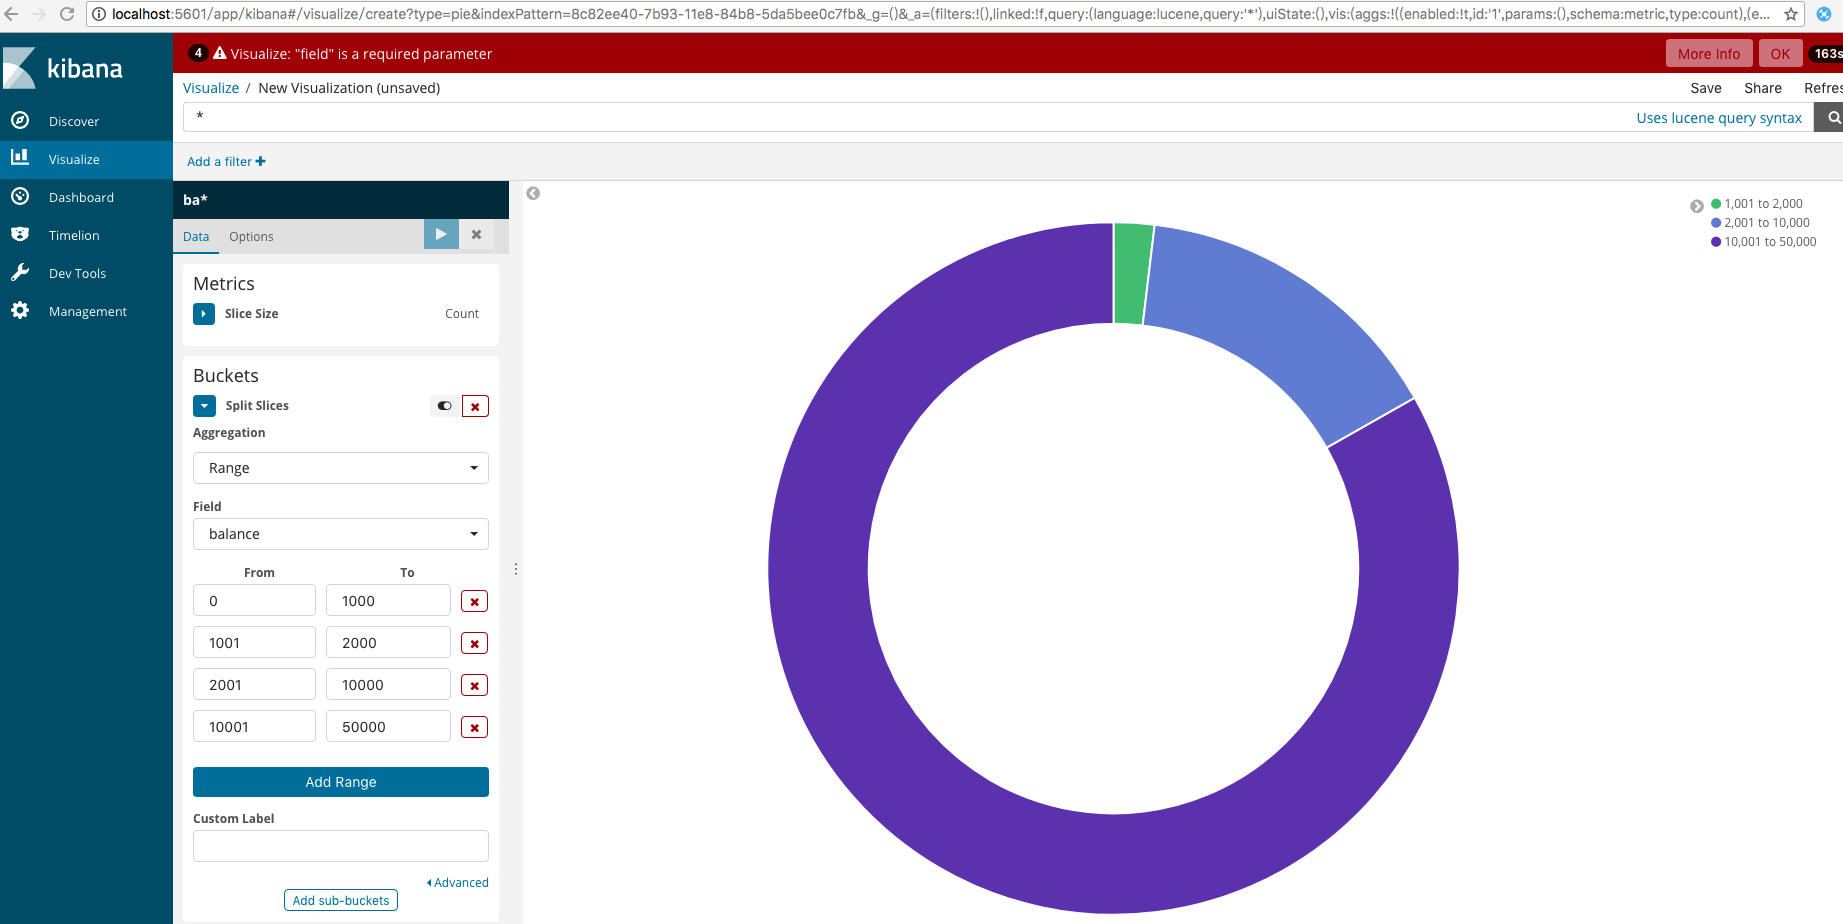 localhost:5601/app/kibana#/visualize/create?type=pie&indexPattern=8c82ee40-7b93-11e8-84b8-5da5bee0c7fb&_g=()&_a=(filters:!(),linked:!f,query:(language:lucene,query:'*'),uiState:(),vis:(aggs:!((enabled:!t,id:'1',params:(),schema:metric,type:count),(e...
kibana
4 Visualize: "field" is a required parameter More Info OK 163s
Visualize / New Visualization (unsaved) Save Share Refres
* Uses lucene query syntax
Add a filter +
Discover
Visualize
Dashboard
Timelion
Dev Tools
Management
ba*
Data Options
Metrics
Slice Size Count
Buckets
Split Slices
Aggregation
Range
Field
balance
From To
0 1000
1001 2000
2001 10000
10001 50000
Add Range
Custom Label
Advanced
Add sub-buckets
1,001 to 2,000
2,001 to 10,000
10,001 to 50,000